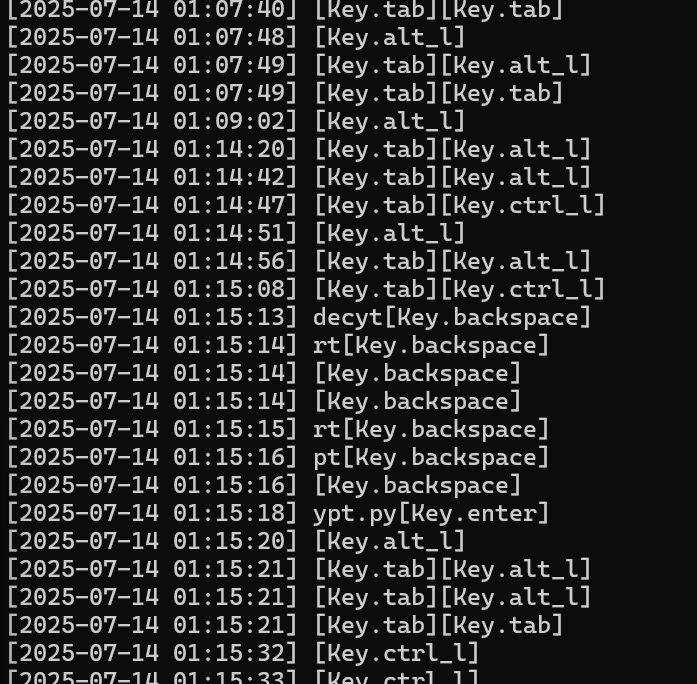 [2025-07-14 01:07:40] [Key.tab][Key.tab]
[2025-07-14 01:07:48] [Key.alt_l]
[2025-07-14 01:07:49] [Key.tab][Key.alt_l]
[2025-07-14 01:07:49] [Key.tab][Key.tab]
[2025-07-14 01:09:02] [Key.alt_l]
[2025-07-14 01:14:20] [Key.tab][Key.alt_l]
[2025-07-14 01:14:42] [Key.tab][Key.alt_l]
[2025-07-14 01:14:47] [Key.tab][Key.ctrl_l]
[2025-07-14 01:14:51] [Key.alt_l]
[2025-07-14 01:14:56] [Key.tab][Key.alt_l]
[2025-07-14 01:15:08] [Key.tab][Key.ctrl_l]
[2025-07-14 01:15:13] decyt[Key.backspace]
[2025-07-14 01:15:14] rt[Key.backspace]
[2025-07-14 01:15:14] [Key.backspace]
[2025-07-14 01:15:14] [Key.backspace]
[2025-07-14 01:15:15] rt[Key.backspace]
[2025-07-14 01:15:16] pt[Key.backspace]
[2025-07-14 01:15:16] [Key.backspace]
[2025-07-14 01:15:18] ypt.py[Key.enter]
[2025-07-14 01:15:20] [Key.alt_l]
[2025-07-14 01:15:21] [Key.tab][Key.alt_l]
[2025-07-14 01:15:21] [Key.tab][Key.alt_l]
[2025-07-14 01:15:21] [Key.tab][Key.tab]
[2025-07-14 01:15:32] [Key.ctrl_l]
[2025-07-14 01:15:33] [Key.ctrl_l]